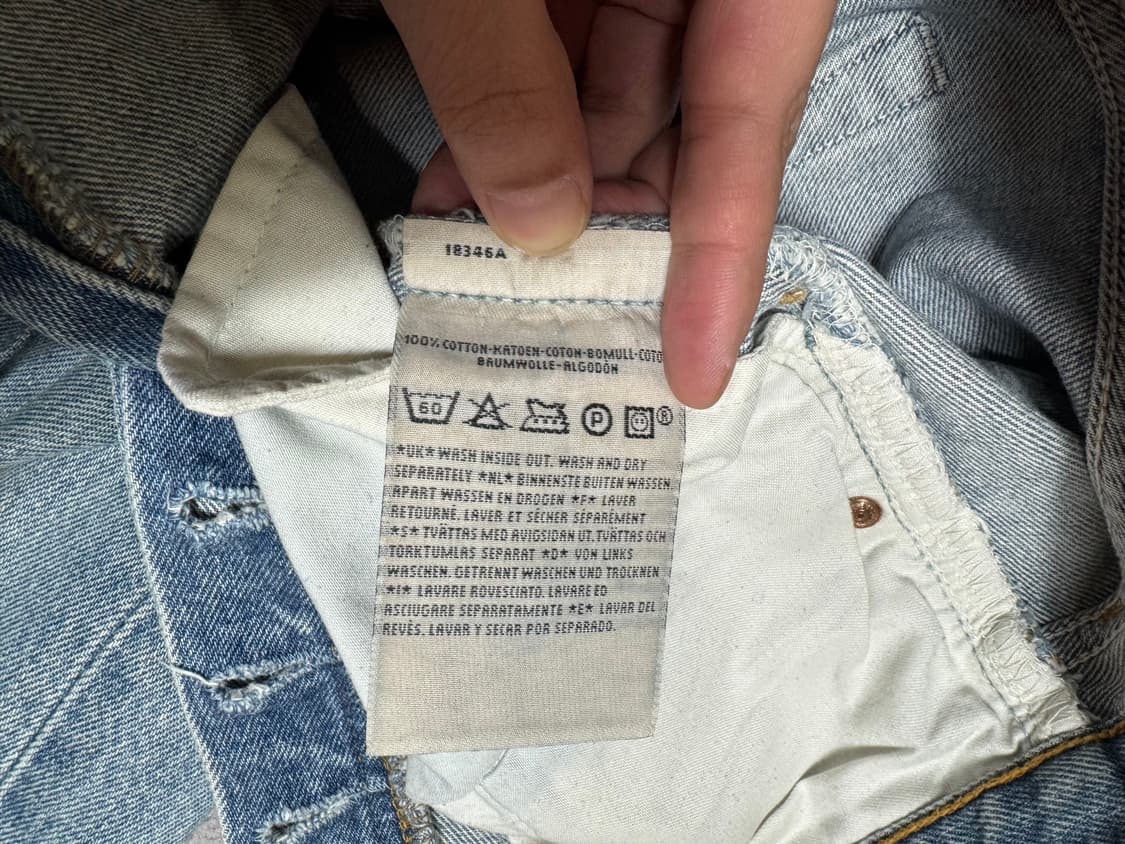 18346A
100% COTTON-KATOEN-COTON-BOMULL-COTO
BAUMWOLLE-ALGODÓN
60 P ®
*UK* WASH INSIDE OUT. WASH AND DRY
SEPARATELY *NL* BINNENSTE BUITEN WASSEN,
APART WASSEN EN DROGEN *F* LAVER
RETOURNÉ. LAVER ET SÉCHER SÉPARÉMENT
*S* TVÄTTAS MED AVIGSIDAN UT. TVÄTTAS OCH
TORKTUMLAS SEPARAT *D* VON LINKS
WASCHEN. GETRENNT WASCHEN UND TROCKNEN
*I* LAVARE ROVESCIATO. LAVARE ED
ASCIUGARE SEPARATAMENTE *E* LAVAR DEL
REVÉS. LAVAR Y SECAR POR SEPARADO.